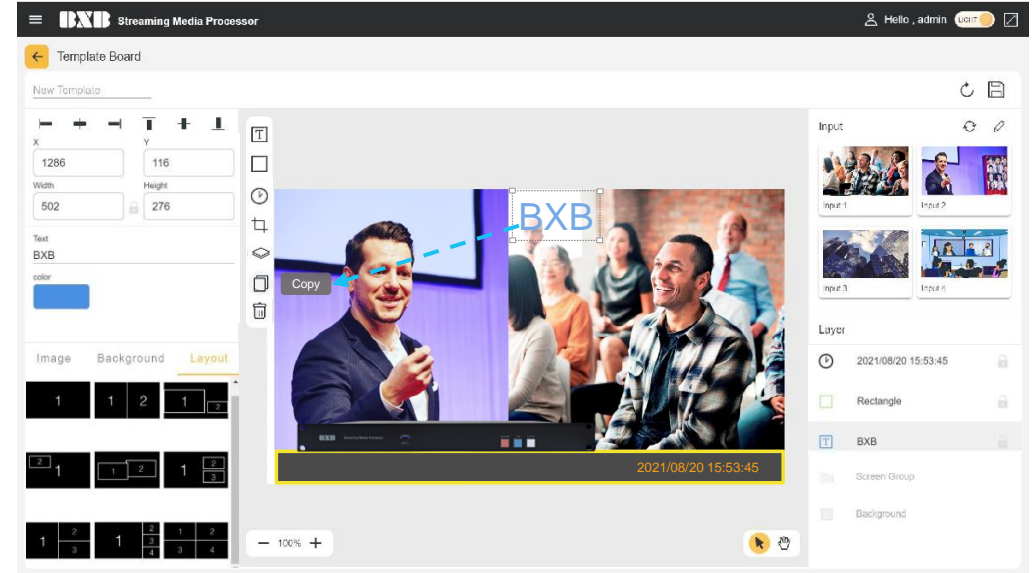 BXB Streaming Media Processor
Hello , admin LIGHT
Template Board
New Template
X Y
1286 116
Width Height
502 276
Text
BXB
color
Image Background Layout
1 1 2 1 2
2 1 1 2 1 2 3
1 2 3 1 2 3 4 1 2 3 4
T
Copy
BXB
BXB Streaming Media Processor
2021/08/20 15:53:45
100%
Input
Input 1 Input 2
Input 3 Input 4
Layer
2021/08/20 15:53:45
Rectangle
T BXB
Screen Group
Background